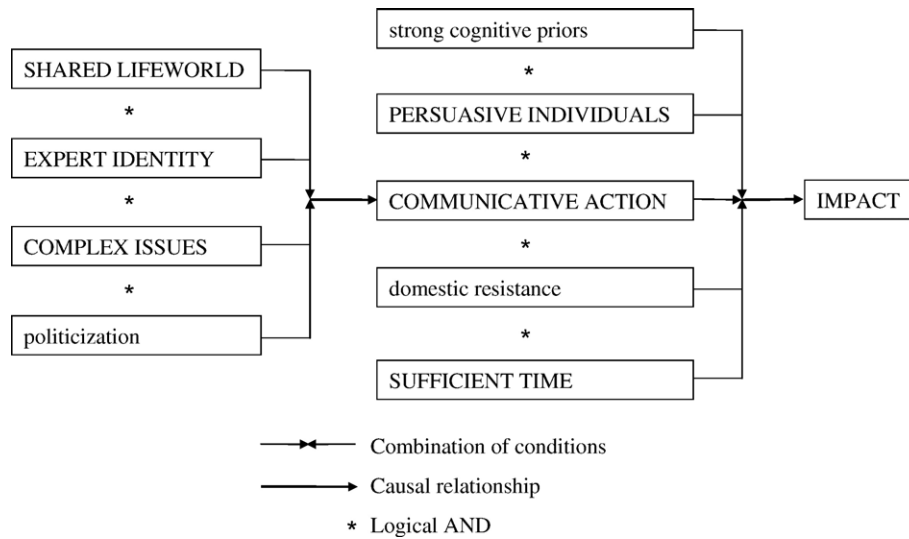 SHARED LIFEWORLD
*
EXPERT IDENTITY
*
COMPLEX ISSUES
*
politicization
strong cognitive priors
*
PERSUASIVE INDIVIDUALS
*
COMMUNICATIVE ACTION
*
domestic resistance
*
SUFFICIENT TIME
IMPACT
Combination of conditions
Causal relationship
* Logical AND